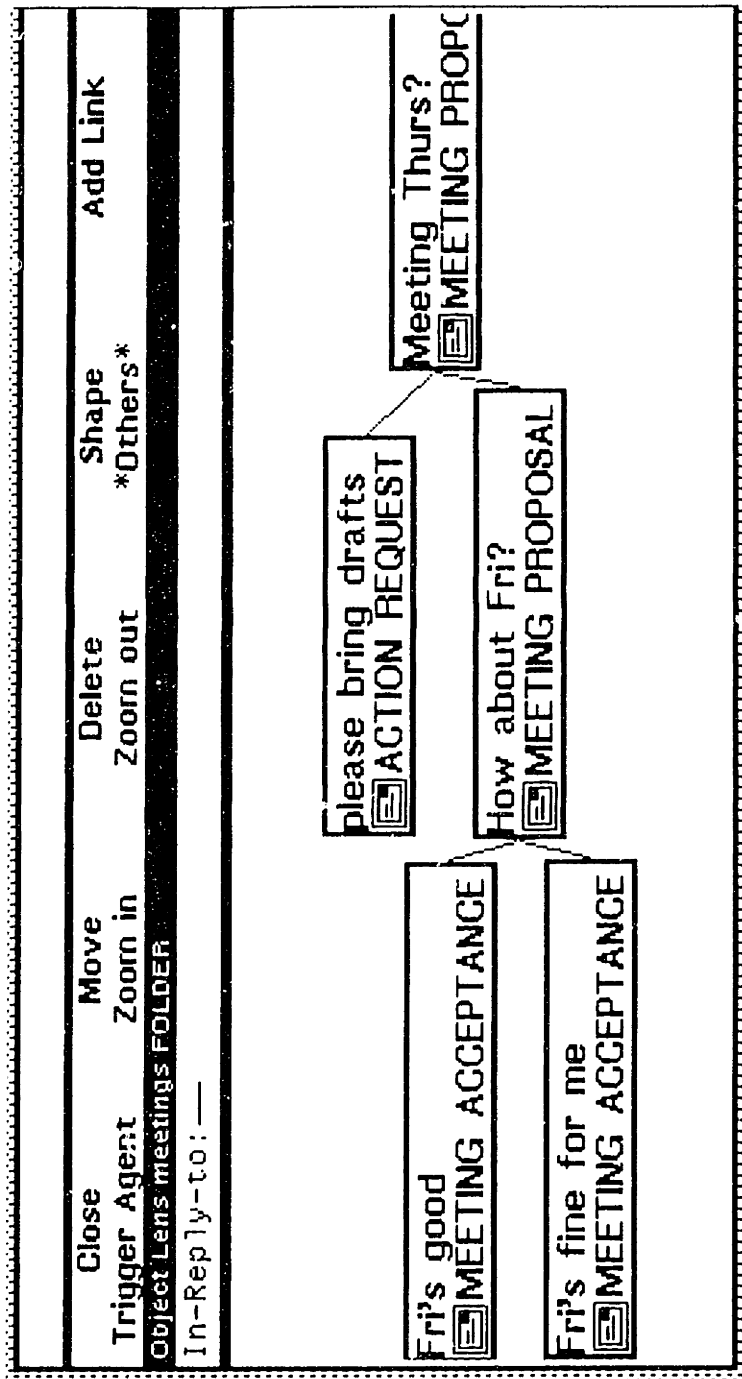 Close Move Delete Shape Add Link
Trigger Agent Zoom in Zoom out *Others*
Object Lens meetings FOLDER
In-Reply-to:
please bring drafts
ACTION REQUEST
Meeting Thurs?
MEETING PROPO
Fri's good
MEETING ACCEPTANCE
How about Fri?
MEETING PROPOSAL
Fri's fine for me
MEETING ACCEPTANCE